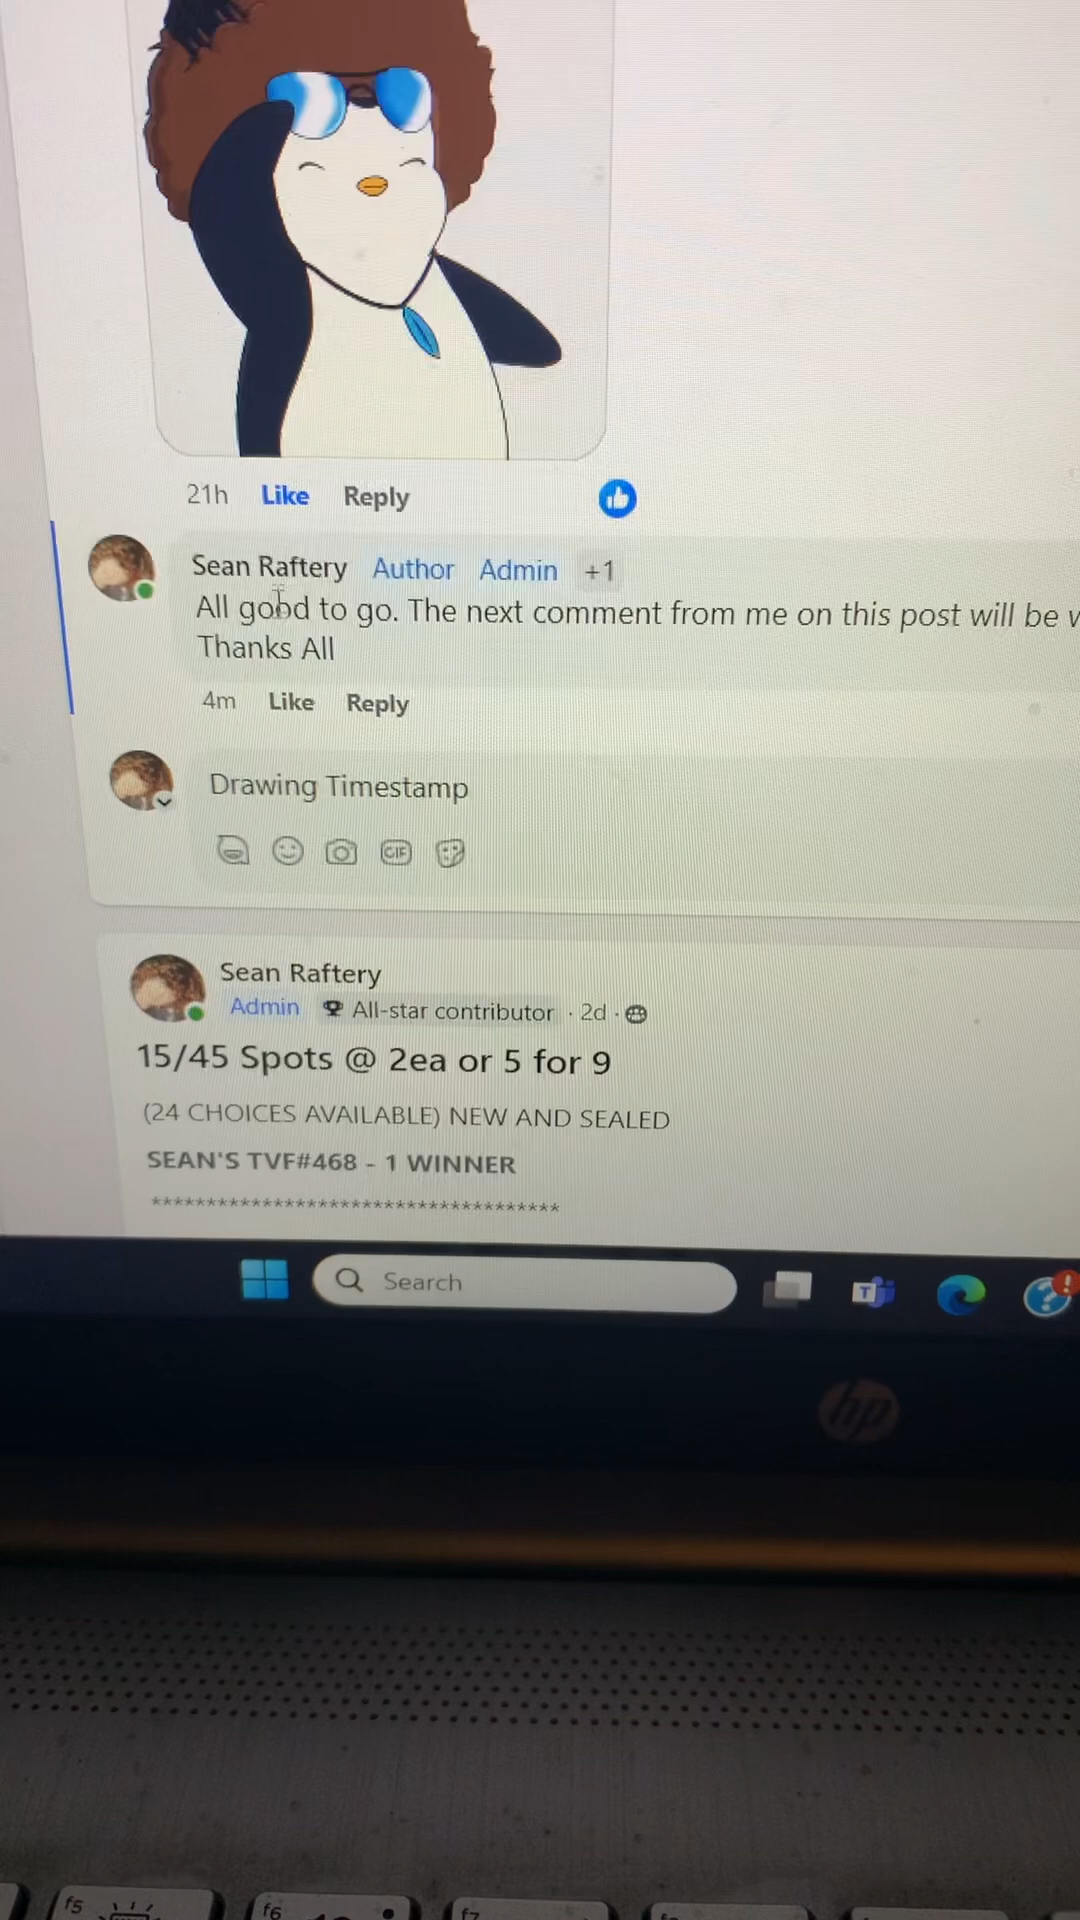 21h Like Reply
Sean Raftery Author Admin +1
All good to go. The next comment from me on this post will be
Thanks All
4m Like Reply
Drawing Timestamp
GIF
Sean Raftery
Admin All-star contributor · 2d ·
15/45 Spots @ 2ea or 5 for 9
(24 CHOICES AVAILABLE) NEW AND SEALED
SEAN'S TVF#468 - 1 WINNER
*************************************
Search
T
?
!
hp
f5 f6 f7